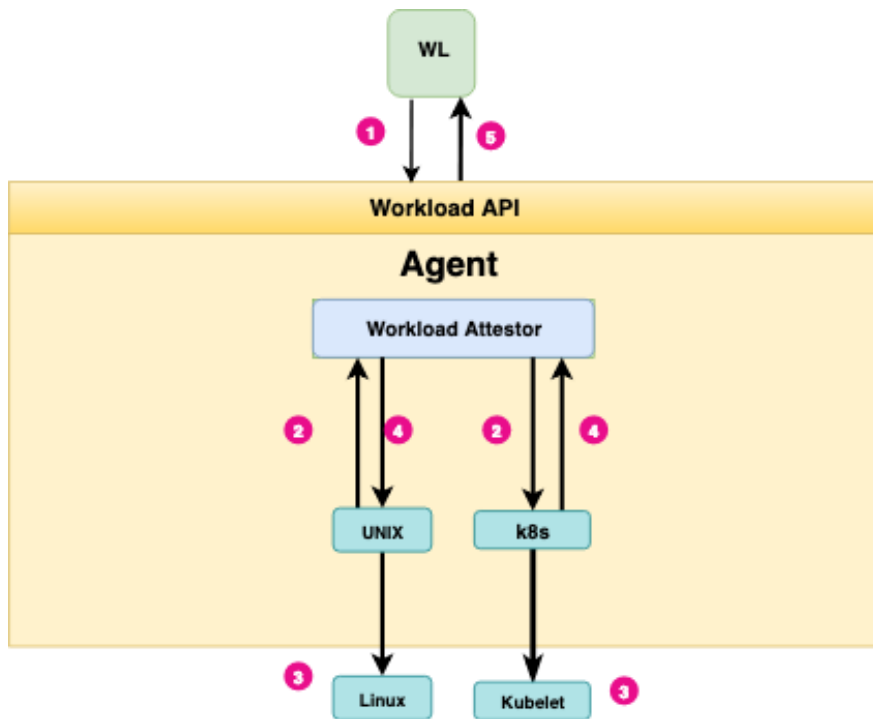 WL
1
5
Workload API
Agent
Workload Attestor
2
4
2
4
UNIX
k8s
3
Linux
Kubelet
3